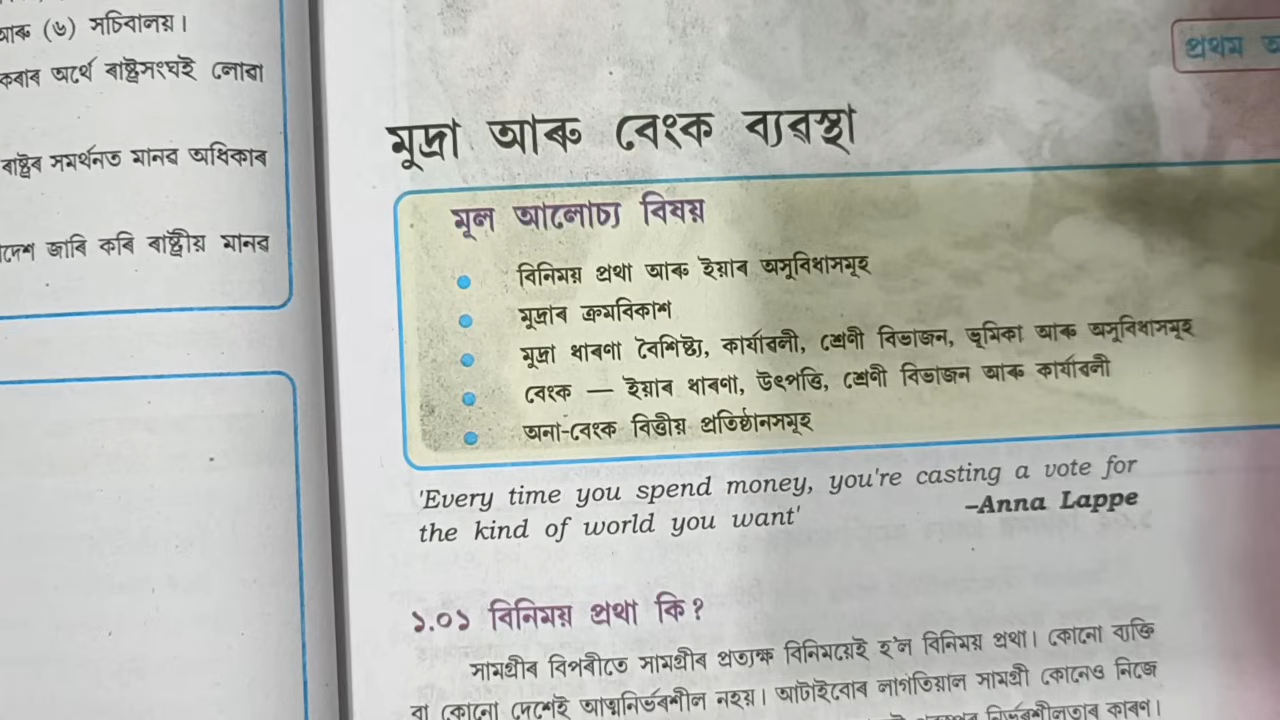 আৰু (৬) সচিবালয়।
কৰাৰ অৰ্থে ৰাষ্ট্ৰসংঘই লোৱা
ৰাষ্ট্ৰৰ সমৰ্থনত মানৱ অধিকাৰ
জাৰি কৰি ৰাষ্ট্ৰীয় মানৱ
প্ৰথম
মুদ্ৰা আৰু বেংক ব্যৱস্থা
মূল আলোচ্য বিষয়
বিনিময় প্ৰথা আৰু ইয়াৰ অসুবিধাসমূহ
মুদ্ৰাৰ ক্ৰমবিকাশ
মুদ্ৰা ধাৰণা বৈশিষ্ট্য, কাৰ্যাৱলী, শ্ৰেণী বিভাজন, ভূমিকা আৰু অসুবিধাসমূহ
বেংক — ইয়াৰ ধাৰণা, উৎপত্তি, শ্ৰেণী বিভাজন আৰু কাৰ্যাৱলী
অনা-বেংক বিত্তীয় প্ৰতিষ্ঠানসমূহ
'Every time you spend money, you're casting a vote for
the kind of world you want' –Anna Lappe
১.০১ বিনিময় প্ৰথা কি?
সামগ্ৰীৰ বিপৰীতে সামগ্ৰীৰ প্ৰত্যক্ষ বিনিময়েই হ'ল বিনিময় প্ৰথা। কোনো ব্যক্তি
বা কোনো দেশেই আত্মনিৰ্ভৰশীল নহয়। আটাইবোৰ লাগতিয়াল সামগ্ৰী কোনেও নিজে
নিৰ্ভৰশীলতাৰ কাৰণ।